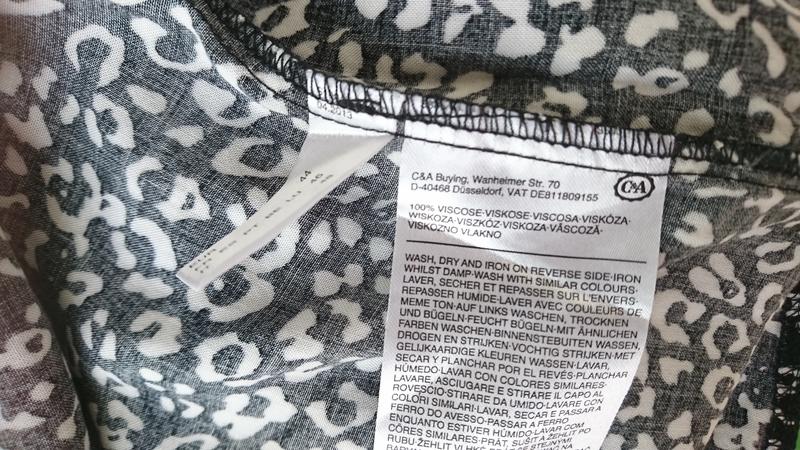 04-2013
44
46
C&A Buying, Wanheimer Str. 70
D-40468 Düsseldorf, VAT DE811809155
C&A
100% VISCOSE·VISKOSE·VISCOSA·VISKÓZA·
WISKOZA·VISZKÓZ·VISKOZA·VÂSCOZĂ·
VISKOZNO VLAKNO
WASH, DRY AND IRON ON REVERSE SIDE·IRON
WHILST DAMP·WASH WITH SIMILAR COLOURS·
LAVER, SECHER ET REPASSER SUR L'ENVERS·
REPASSER HUMIDE·LAVER AVEC COULEURS DE
MEME TON·AUF LINKS WASCHEN, TROCKNEN
UND BÜGELN·FEUCHT BÜGELN·MIT ÄHNLICHEN
FARBEN WASCHEN·BINNENSTEBUITEN WASSEN,
DROGEN EN STRIJKEN·VOCHTIG STRIJKEN·MET
GELIJKAARDIGE KLEUREN WASSEN·LAVAR,
SECAR Y PLANCHAR POR EL REVÉS·PLANCHAR
HÚMEDO·LAVAR CON COLORES SIMILARES·
LAVARE, ASCIUGARE E STIRARE IL CAPO AL
ROVESCIO·STIRARE DA UMIDO·LAVARE CON
COLORI SIMILARI·LAVAR, SECAR E PASSAR A
FERRO DO AVESSO·PASSAR A FERRO
ENQUANTO ESTIVER HÚMIDO·LAVAR COM
CÔRES SIMILARES·PRÁT, SUŠIT A ŽEHLIT PO
RUBU·ŽEHLIT